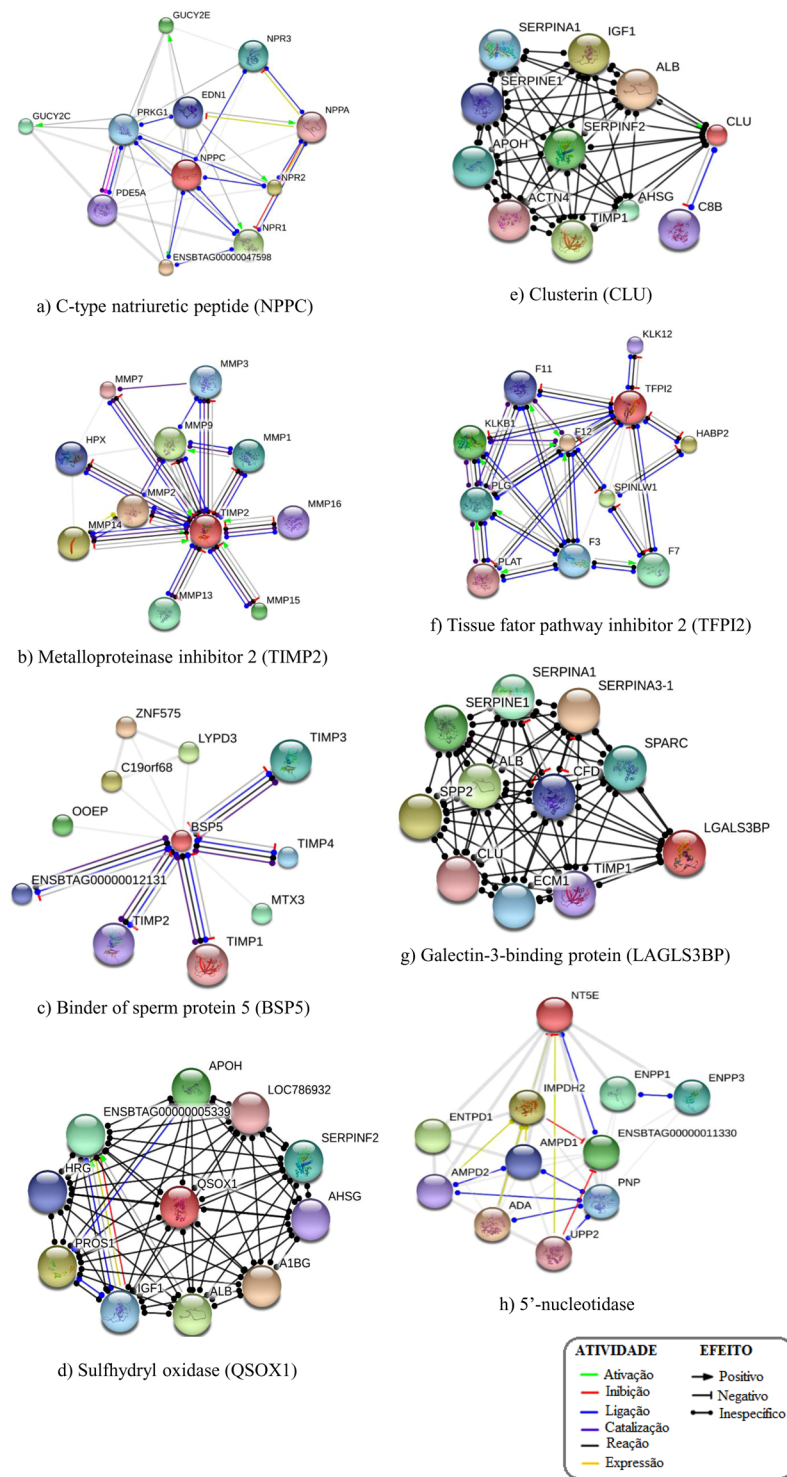 GUCY2E
NPR3
EDN1
NPPA
GUCY2C
PRKG1
NPPC
NPR2
PDE5A
NPR1
ENSBTAG00000047598
a) C-type natriuretic peptide (NPPC)
SERPINA1
IGF1
ALB
SERPINE1
SERPINF2
CLU
APOH
AHSG
ACTN4
TIMP1
C8B
e) Clusterin (CLU)
MMP7
MMP3
MMP9
HPX
MMP1
MMP2
TIMP2
MMP16
MMP14
MMP13
MMP15
b) Metalloproteinase inhibitor 2 (TIMP2)
KLK12
F11
TFPI2
KLKB1
F12
HABP2
PLG
SPINLW1
F3
PLAT
F7
f) Tissue fator pathway inhibitor 2 (TFPI2)
ZNF575
LYPD3
TIMP3
C19orf68
OOEP
BSP5
TIMP4
ENSBTAG00000012131
MTX3
TIMP2
TIMP1
c) Binder of sperm protein 5 (BSP5)
SERPINA1
SERPINA3-1
SERPINE1
SPARC
ALB
CFD
SPP2
LGALS3BP
CLU
TIMP1
ECM1
g) Galectin-3-binding protein (LAGLS3BP)
APOH
LOC786932
ENSBTAG00000005339
SERPINF2
HRG
QSOX1
AHSG
PROS1
A1BG
IGF1
ALB
d) Sulfhydryl oxidase (QSOX1)
NT5E
ENPP1
ENPP3
IMPDH2
ENTPD1
AMPD1
ENSBTAG00000011330
AMPD2
PNP
ADA
UPP2
h) 5’-nucleotidase
ATIVIDADE
EFEITO
Ativação
Positivo
Inibição
Negativo
Ligação
Inespecifico
Catalização
Reação
Expressão